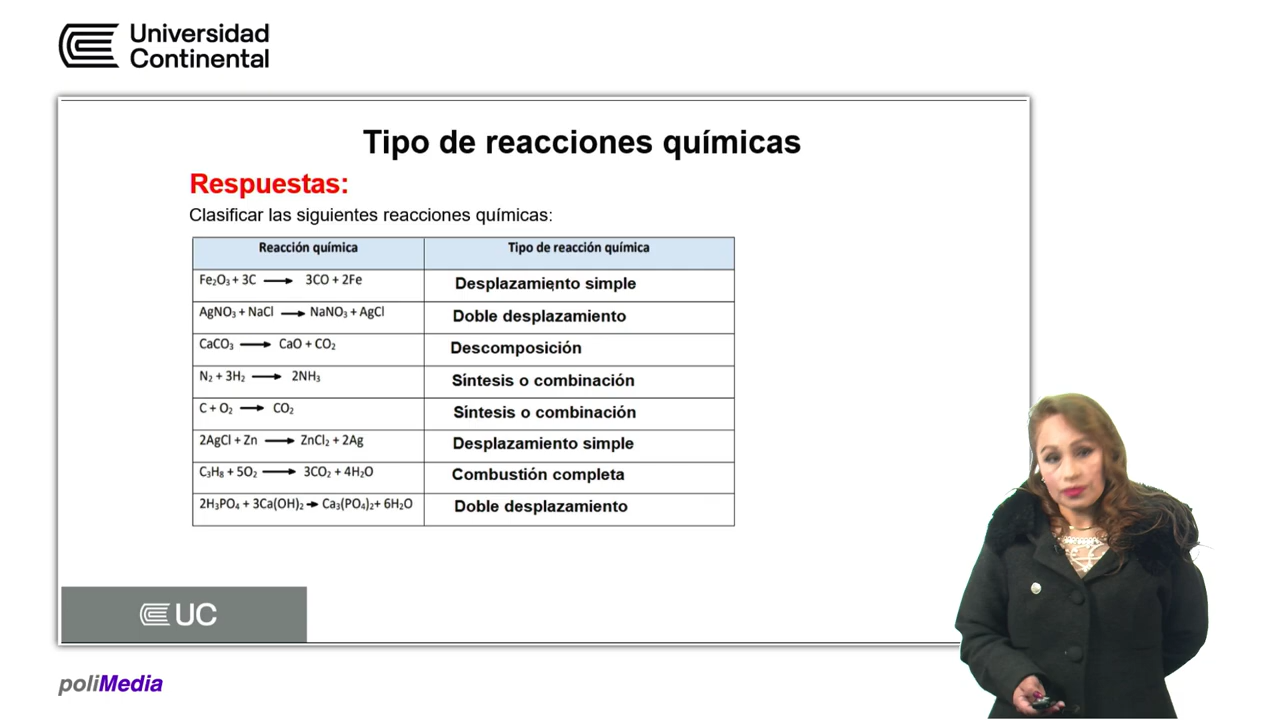 Universidad
Continental
Tipo de reacciones químicas
Respuestas:
Clasificar las siguientes reacciones químicas:
Reacción química Tipo de reacción química
Fe₂O₃ + 3C ⟶ 3CO + 2Fe Desplazamiento simple
AgNO₃ + NaCl ⟶ NaNO₃ + AgCl Doble desplazamiento
CaCO₃ ⟶ CaO + CO₂ Descomposición
N₂ + 3H₂ ⟶ 2NH₃ Síntesis o combinación
C + O₂ ⟶ CO₂ Síntesis o combinación
2AgCl + Zn ⟶ ZnCl₂ + 2Ag Desplazamiento simple
C₃H₈ + 5O₂ ⟶ 3CO₂ + 4H₂O Combustión completa
2H₃PO₄ + 3Ca(OH)₂ ⟶ Ca₃(PO₄)₂+ 6H₂O Doble desplazamiento
UC
poliMedia